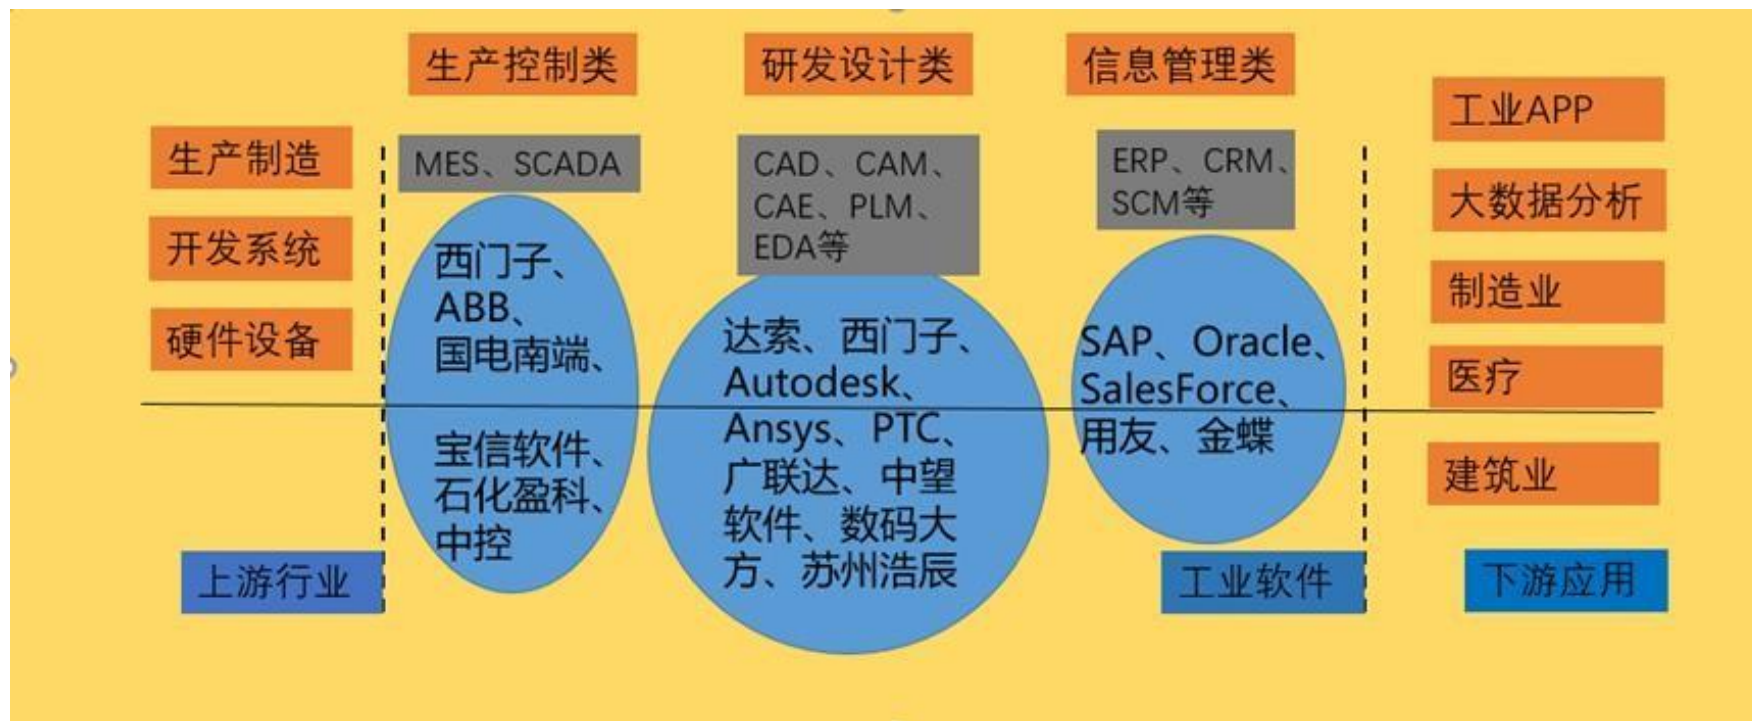 生产控制类
研发设计类
信息管理类
生产制造
开发系统
硬件设备
上游行业
MES、SCADA
西门子、
ABB、
国电南端、
宝信软件、
石化盈科、
中控
CAD、CAM、
CAE、PLM、
EDA等
达索、西门子、
Autodesk、
Ansys、PTC、
广联达、中望
软件、数码大
方、苏州浩辰
ERP、CRM、
SCM等
SAP、Oracle、
SalesForce、
用友、金蝶
工业软件
工业APP
大数据分析
制造业
医疗
建筑业
下游应用